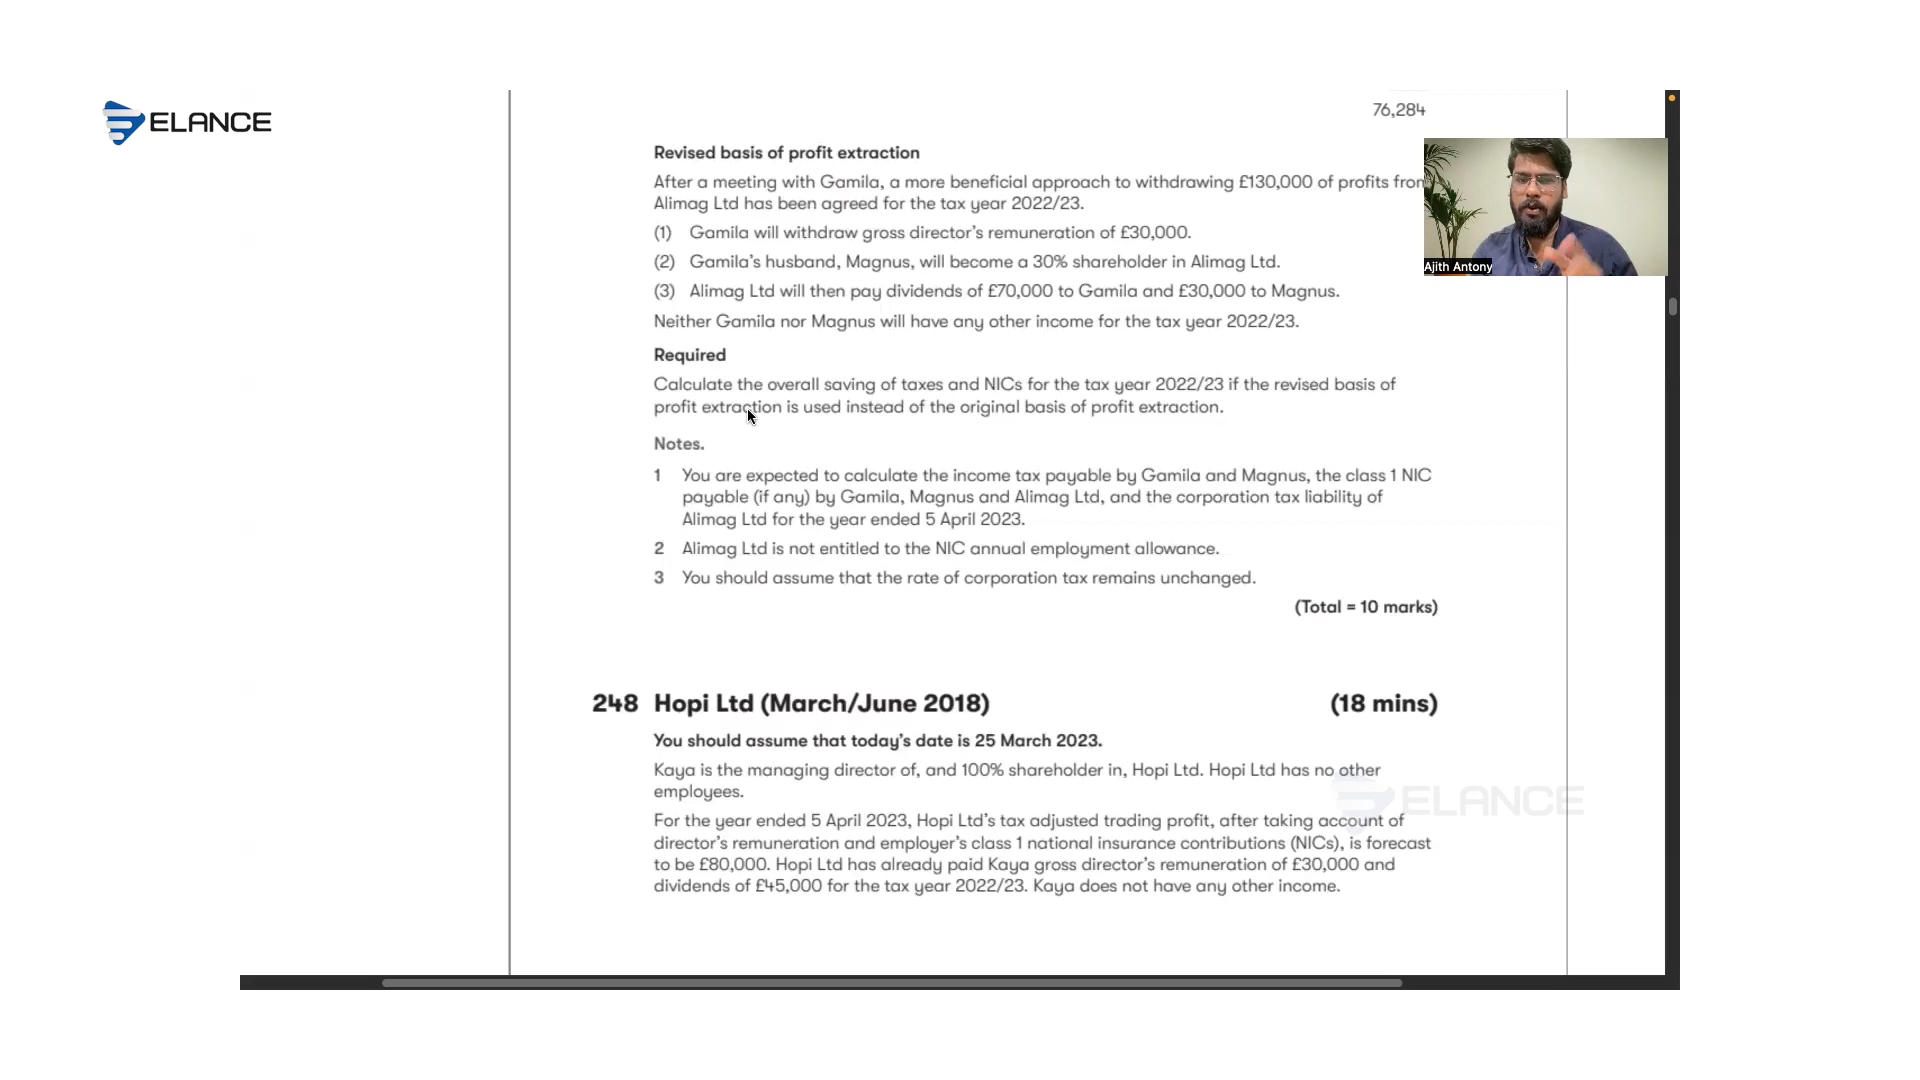 ELANCE
76,284
Revised basis of profit extraction
After a meeting with Gamila, a more beneficial approach to withdrawing £130,000 of profits from
Alimag Ltd has been agreed for the tax year 2022/23.
(1) Gamila will withdraw gross director's remuneration of £30,000.
(2) Gamila's husband, Magnus, will become a 30% shareholder in Alimag Ltd.
(3) Alimag Ltd will then pay dividends of £70,000 to Gamila and £30,000 to Magnus.
Neither Gamila nor Magnus will have any other income for the tax year 2022/23.
Ajith Antony
Required
Calculate the overall saving of taxes and NICs for the tax year 2022/23 if the revised basis of
profit extraction is used instead of the original basis of profit extraction.
Notes.
1 You are expected to calculate the income tax payable by Gamila and Magnus, the class 1 NIC
payable (if any) by Gamila, Magnus and Alimag Ltd, and the corporation tax liability of
Alimag Ltd for the year ended 5 April 2023.
2 Alimag Ltd is not entitled to the NIC annual employment allowance.
3 You should assume that the rate of corporation tax remains unchanged.
(Total = 10 marks)
248 Hopi Ltd (March/June 2018) (18 mins)
You should assume that today's date is 25 March 2023.
Kaya is the managing director of, and 100% shareholder in, Hopi Ltd. Hopi Ltd has no other
employees.
ELANCE
For the year ended 5 April 2023, Hopi Ltd's tax adjusted trading profit, after taking account of
director's remuneration and employer's class 1 national insurance contributions (NICs), is forecast
to be £80,000. Hopi Ltd has already paid Kaya gross director's remuneration of £30,000 and
dividends of £45,000 for the tax year 2022/23. Kaya does not have any other income.